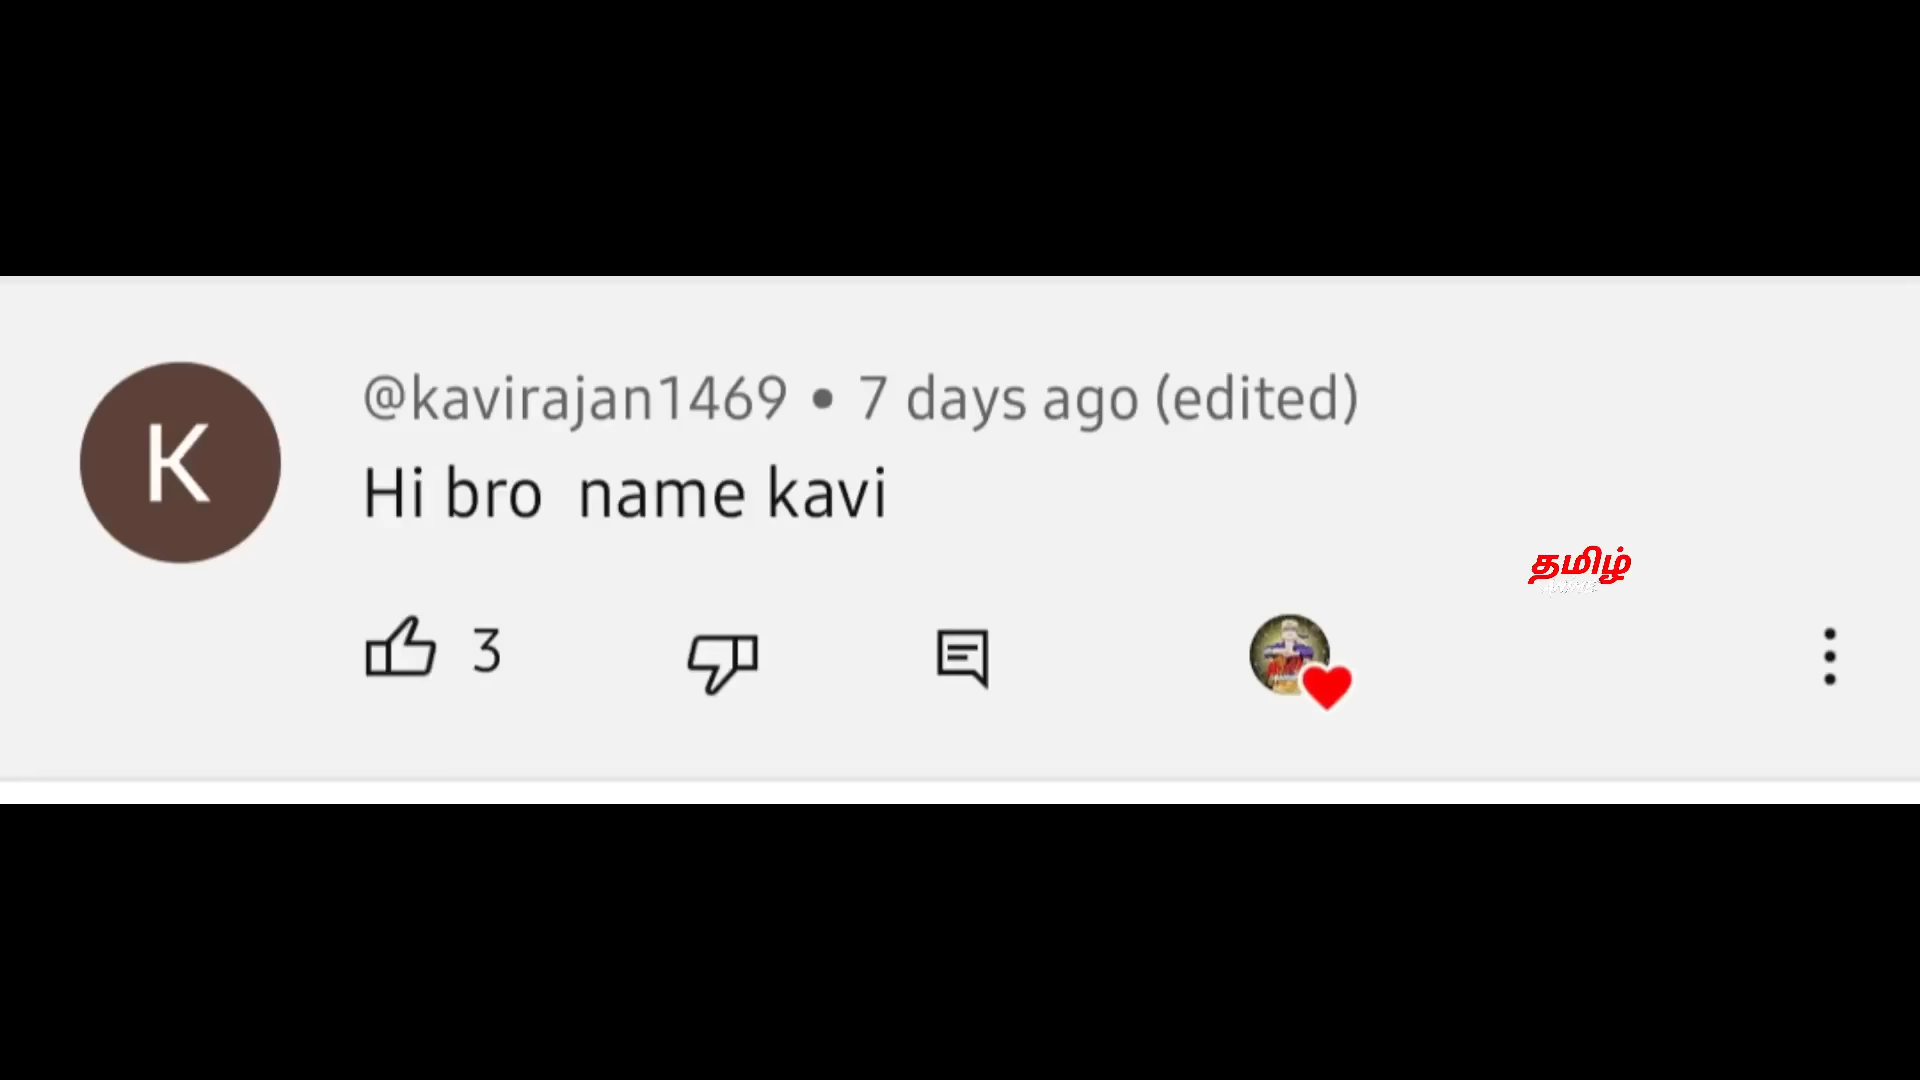 K
@kavirajan1469 • 7 days ago (edited)
Hi bro  name kavi
தமிழ்
3